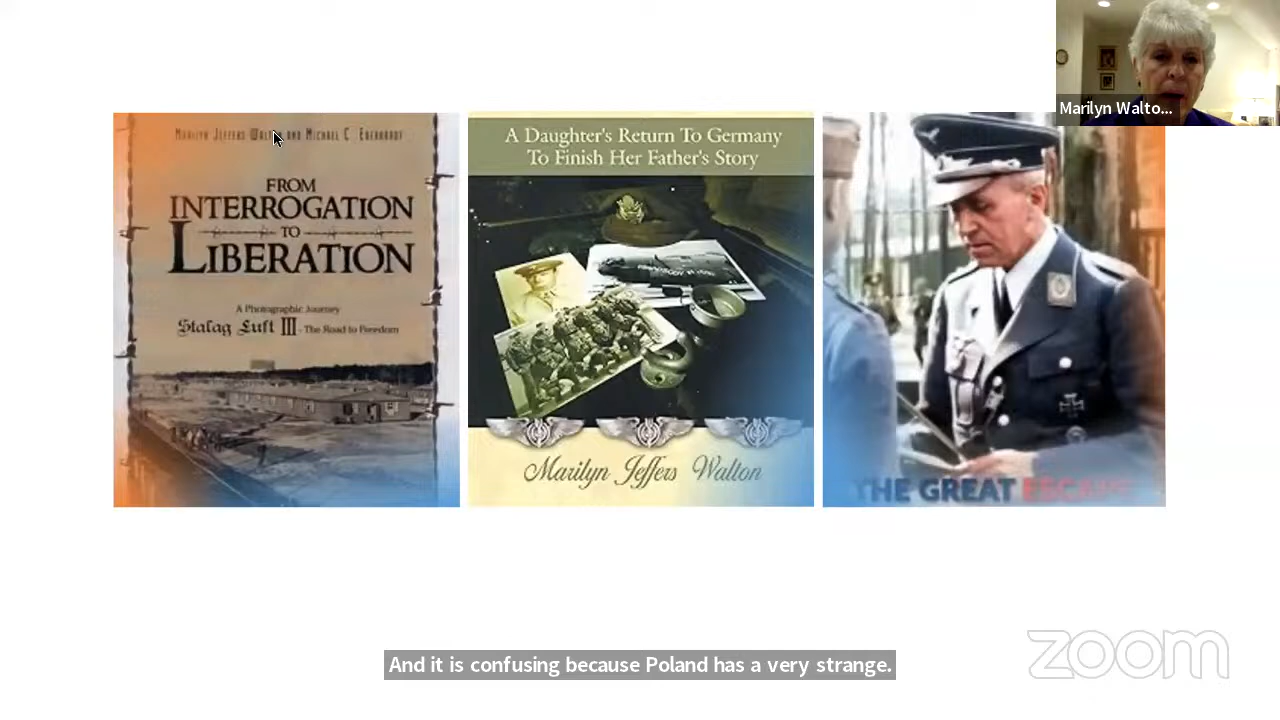 Marilyn Walto...
MARILYN JEFFERS WALTON AND MICHAEL C. EBERHARDT
FROM
INTERROGATION
TO
LIBERATION
A Photographic Journey
Stalag Luft III - The Road to Freedom
A Daughter's Return To Germany
To Finish Her Father's Story
Marilyn Jeffers Walton
THE GREAT ESCAPE
And it is confusing because Poland has a very strange.
zoom